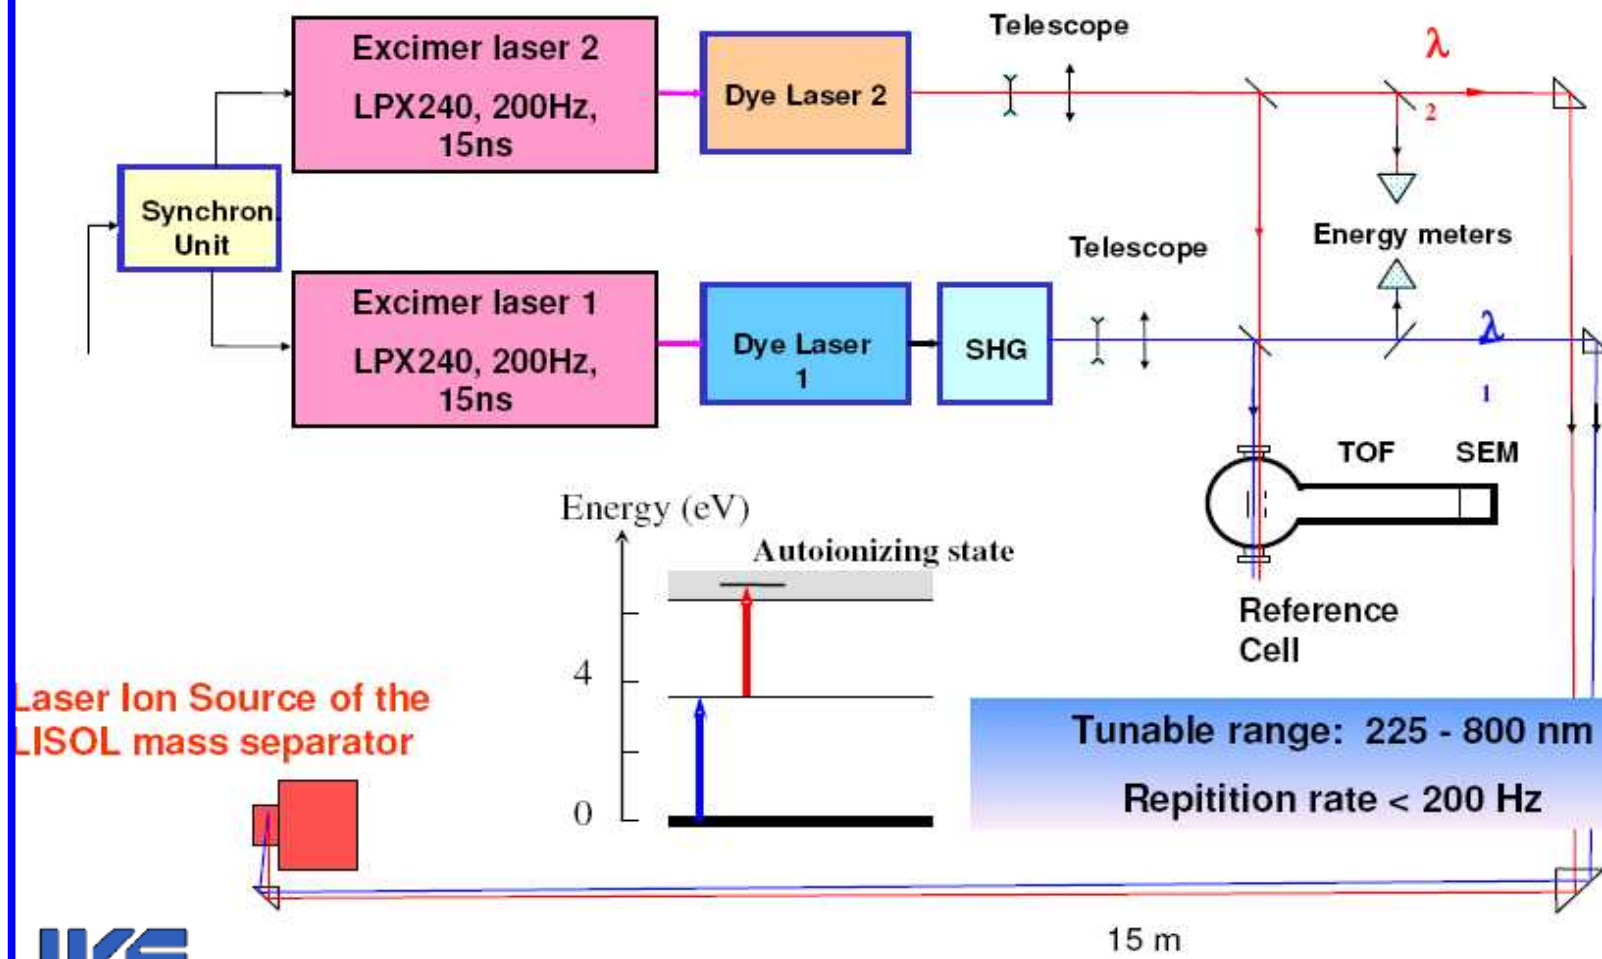 Excimer laser 2
LPX240, 200Hz,
15ns
Dye Laser 2
Telescope
λ
2
Synchron.
Unit
Energy meters
Telescope
Excimer laser 1
LPX240, 200Hz,
15ns
Dye Laser
1
SHG
λ
1
TOF
SEM
Reference
Cell
Energy (eV)
Autoionizing state
4
0
Laser Ion Source of the
LISOL mass separator
Tunable range: 225 - 800 nm
Repitition rate < 200 Hz
15 m